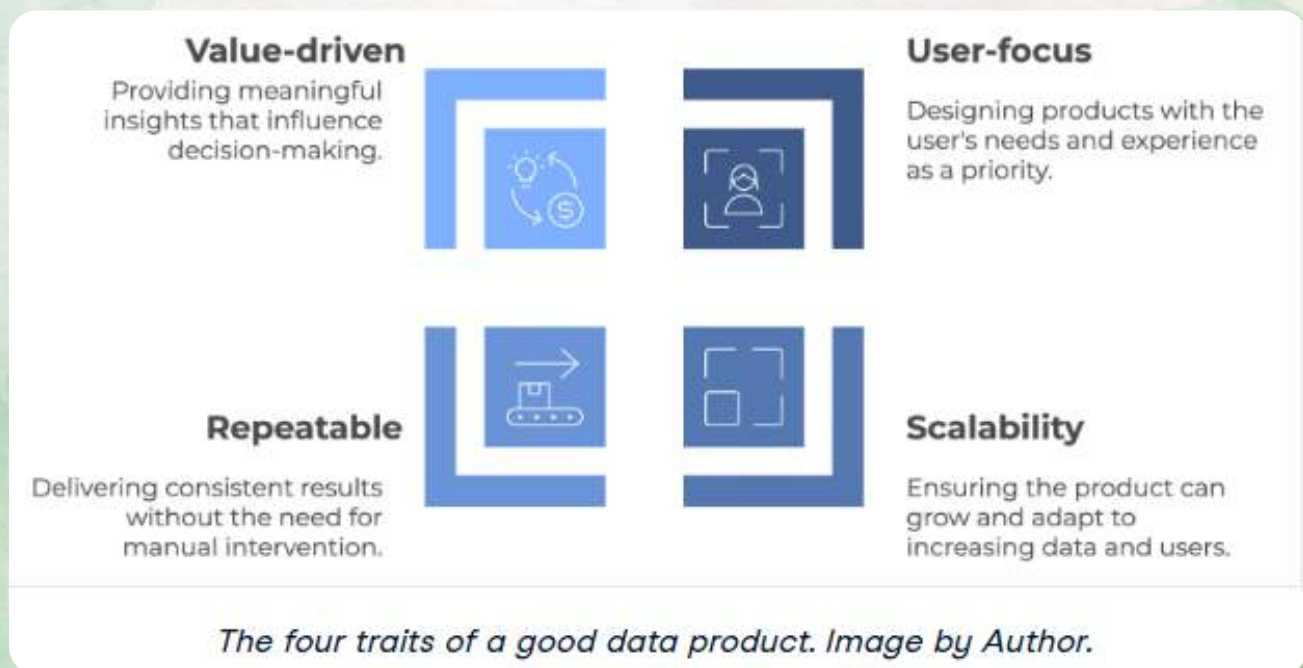 Value-driven
Providing meaningful
insights that influence
decision-making.
User-focus
Designing products with the
user's needs and experience
as a priority.
Repeatable
Delivering consistent results
without the need for
manual intervention.
Scalability
Ensuring the product can
grow and adapt to
increasing data and users.
The four traits of a good data product. Image by Author.